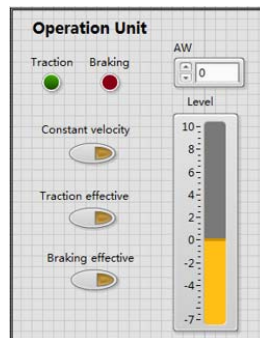 Operation Unit
AW
Traction Braking
0
Level
Constant velocity
Traction effective
Braking effective
10-
8-
6-
4-
2-
0-
-2-
-4-
-7-